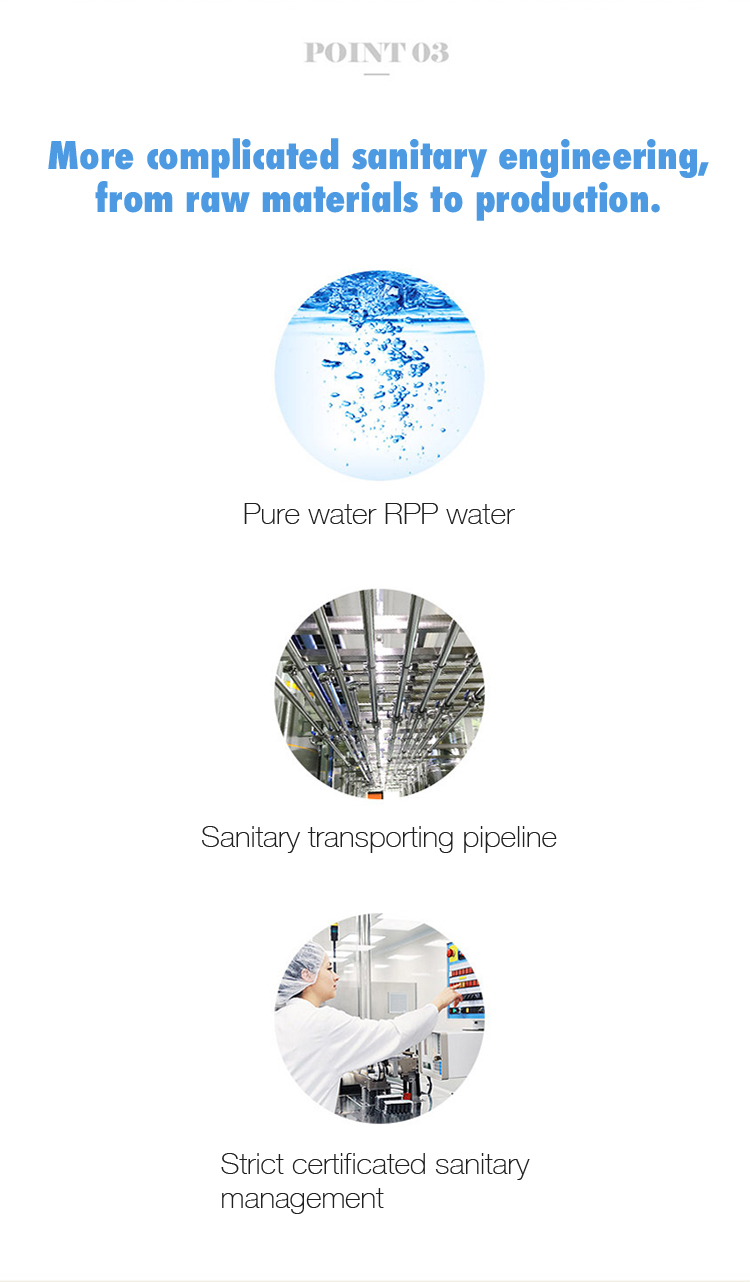 POINT 03
More complicated sanitary engineering,
from raw materials to production.
Pure water RPP water
Sanitary transporting pipeline
Strict certificated sanitary
management